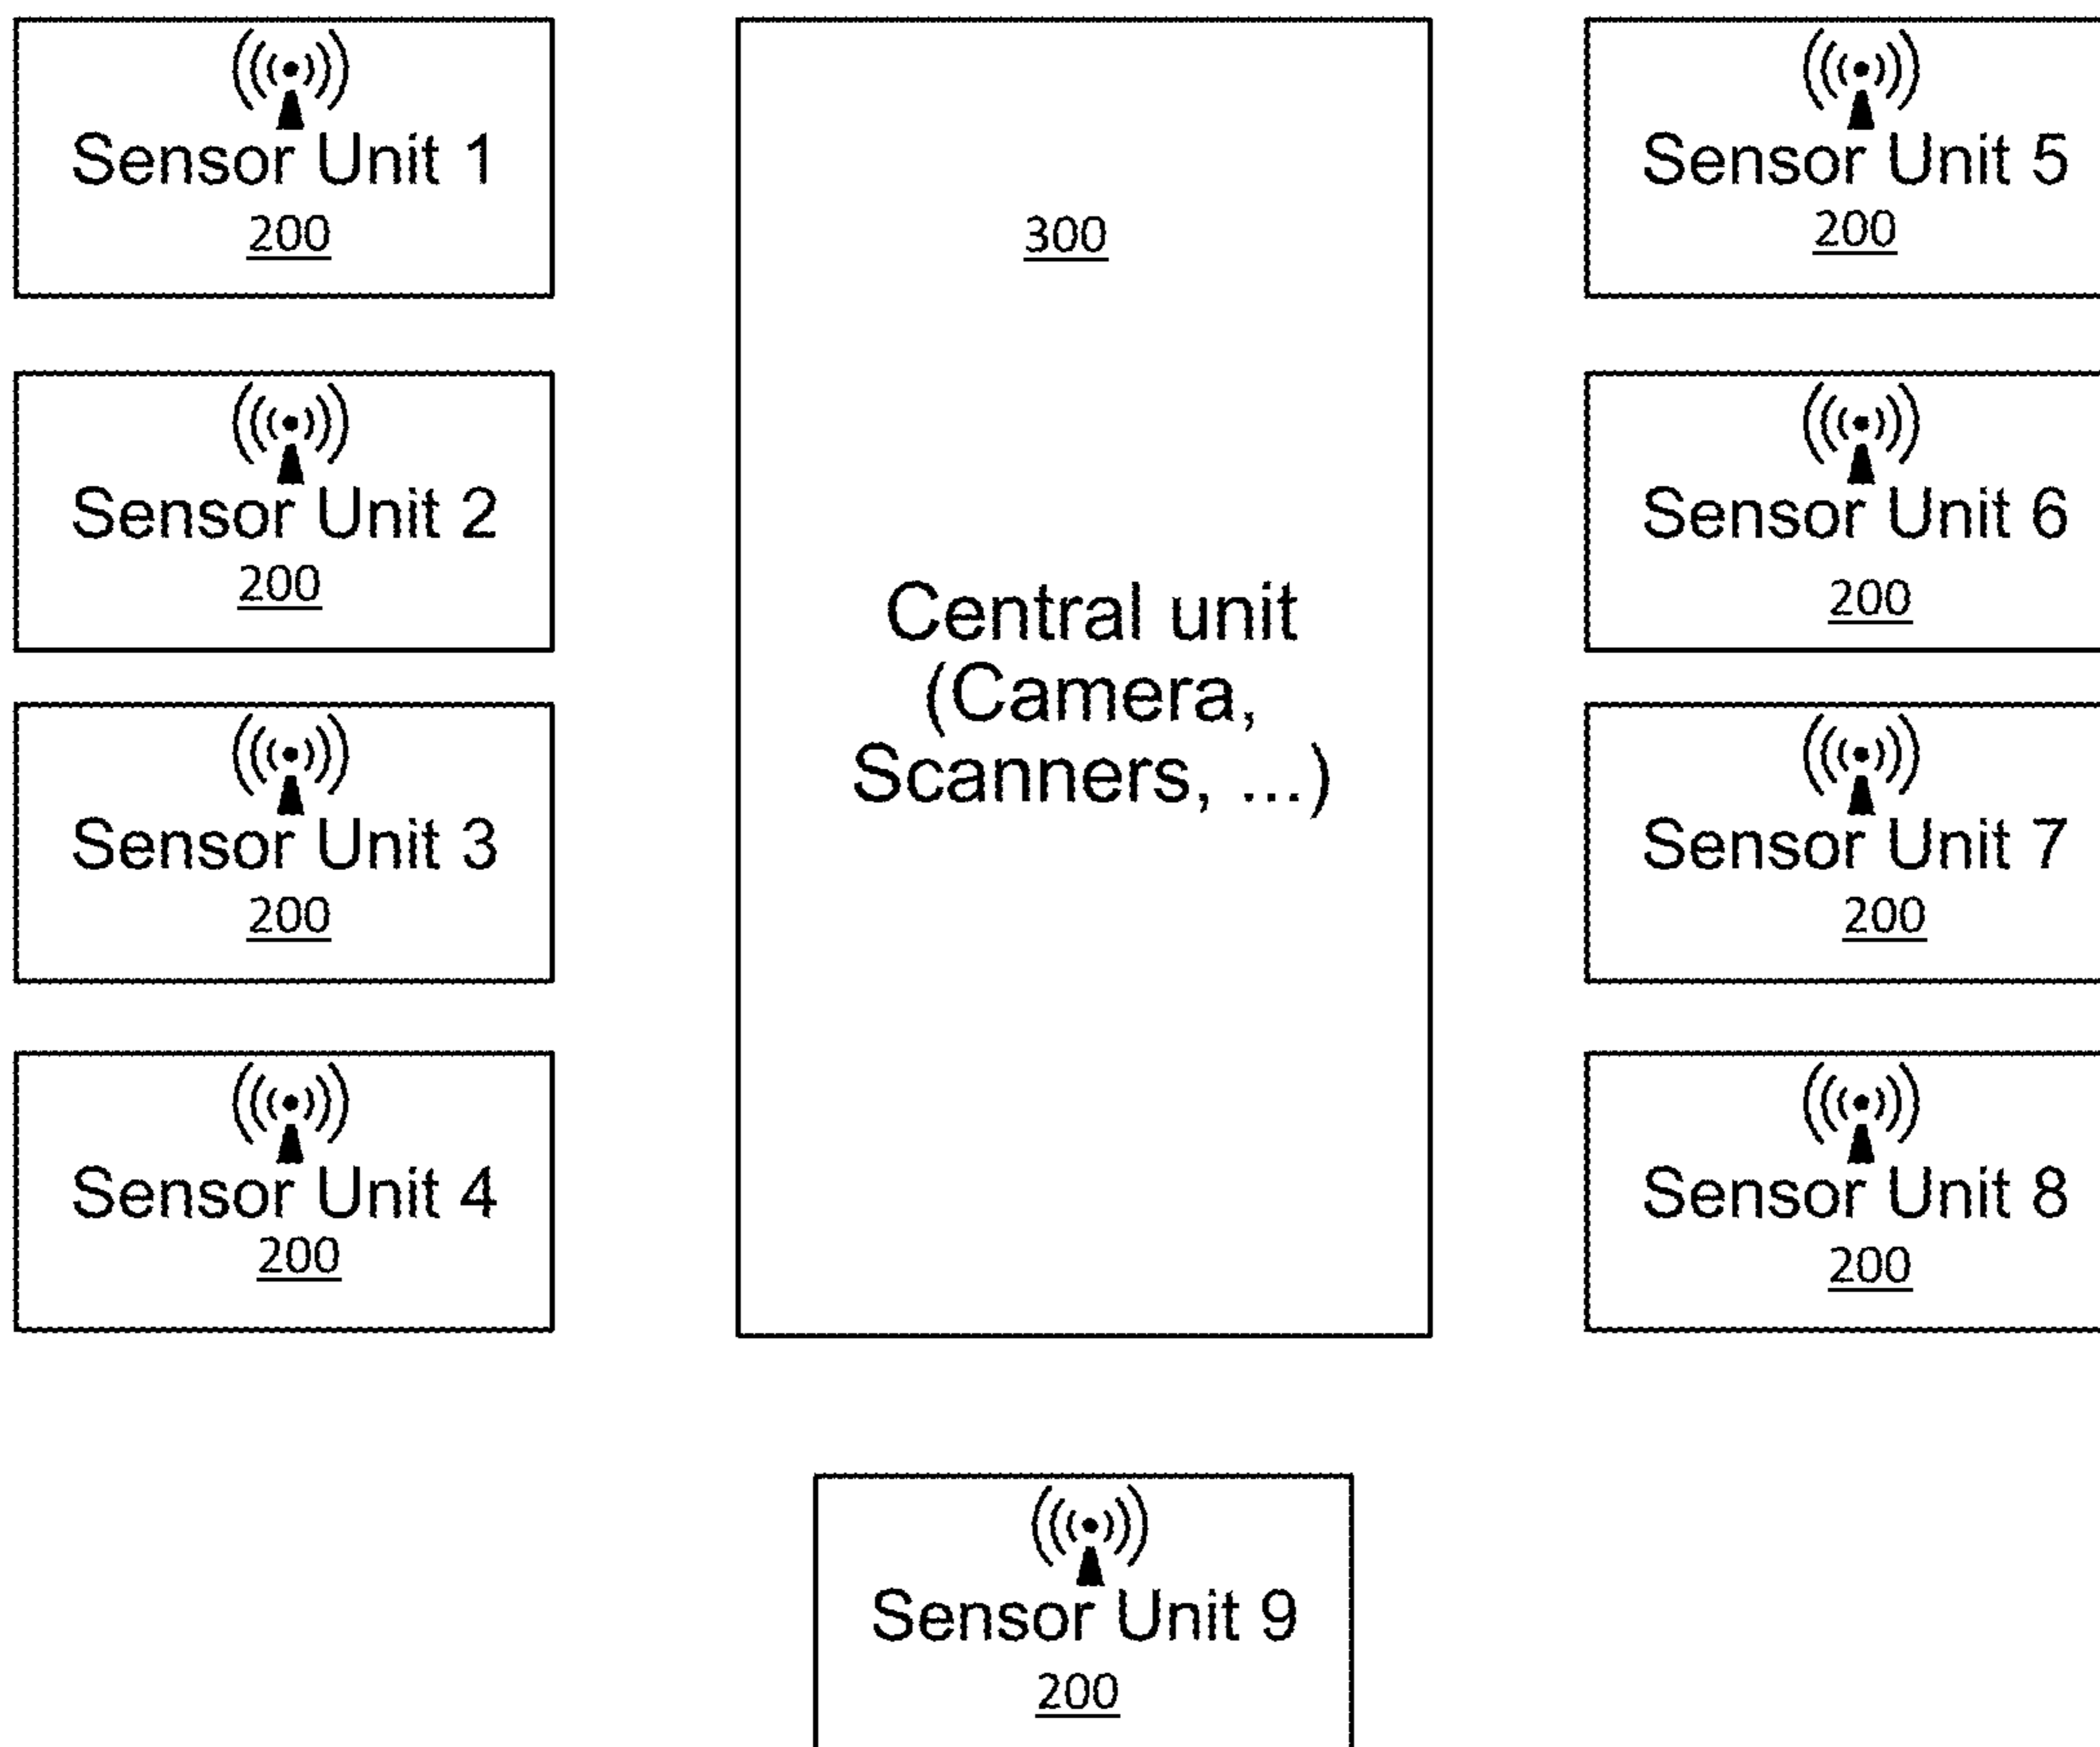 Sensor Unit 1
200
Sensor Unit 2
200
Sensor Unit 3
200
Sensor Unit 4
200
300
Central unit
(Camera,
Scanners, ...)
Sensor Unit 5
200
Sensor Unit 6
200
Sensor Unit 7
200
Sensor Unit 8
200
Sensor Unit 9
200